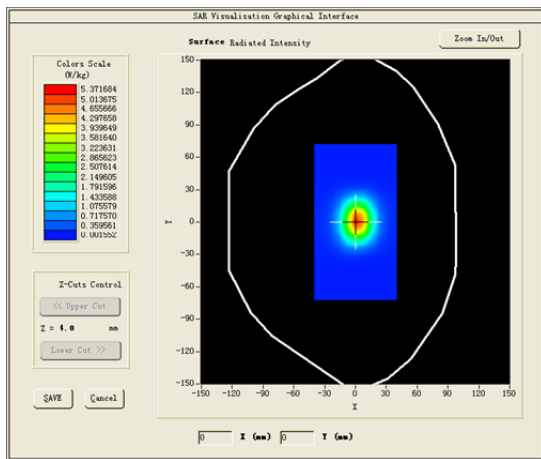 SAR Visualisation Graphical Interface
Surface Radiated Intensity
Zoom In/Out
Colors Scale
(W/kg)
5.371684
5.013675
4.655666
4.297658
3.939649
3.581640
3.223631
2.865623
2.507614
2.149605
1.791596
1.433588
1.075579
0.717570
0.359561
0.001552
150
120
90
60
30
0
-30
-60
-90
-120
-150
Y
-150 -120 -90 -60 -30 0 30 60 90 120 150
X
Z-Cuts Control
<< Upper Cut
Z = 4.0 mm
Lower Cut >>
SAVE Cancel
0 X (mm) 0 Y (mm)